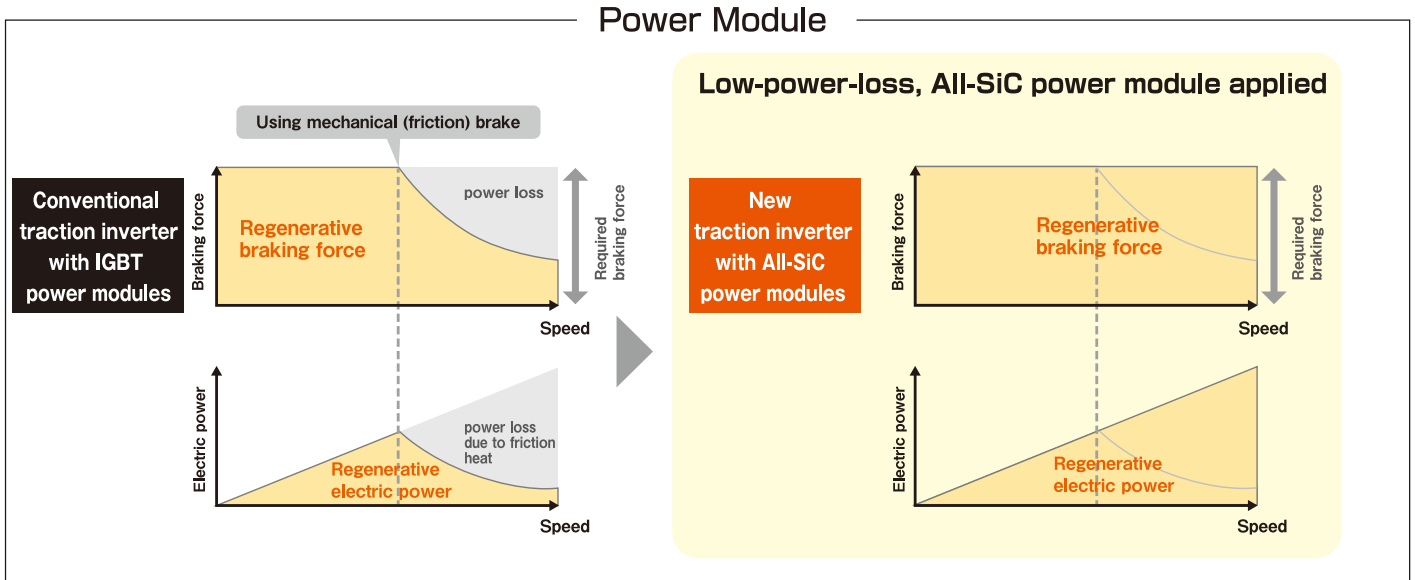 Power Module
Using mechanical (friction) brake
Conventional
traction inverter
with IGBT
power modules
Braking force
Regenerative
braking force
power loss
Required
braking force
Speed
Electric power
power loss
due to friction
heat
Regenerative
electric power
Speed
Low-power-loss, All-SiC power module applied
New
traction inverter
with All-SiC
power modules
Braking force
Regenerative
braking force
Required
braking force
Speed
Electric power
Regenerative
electric power
Speed